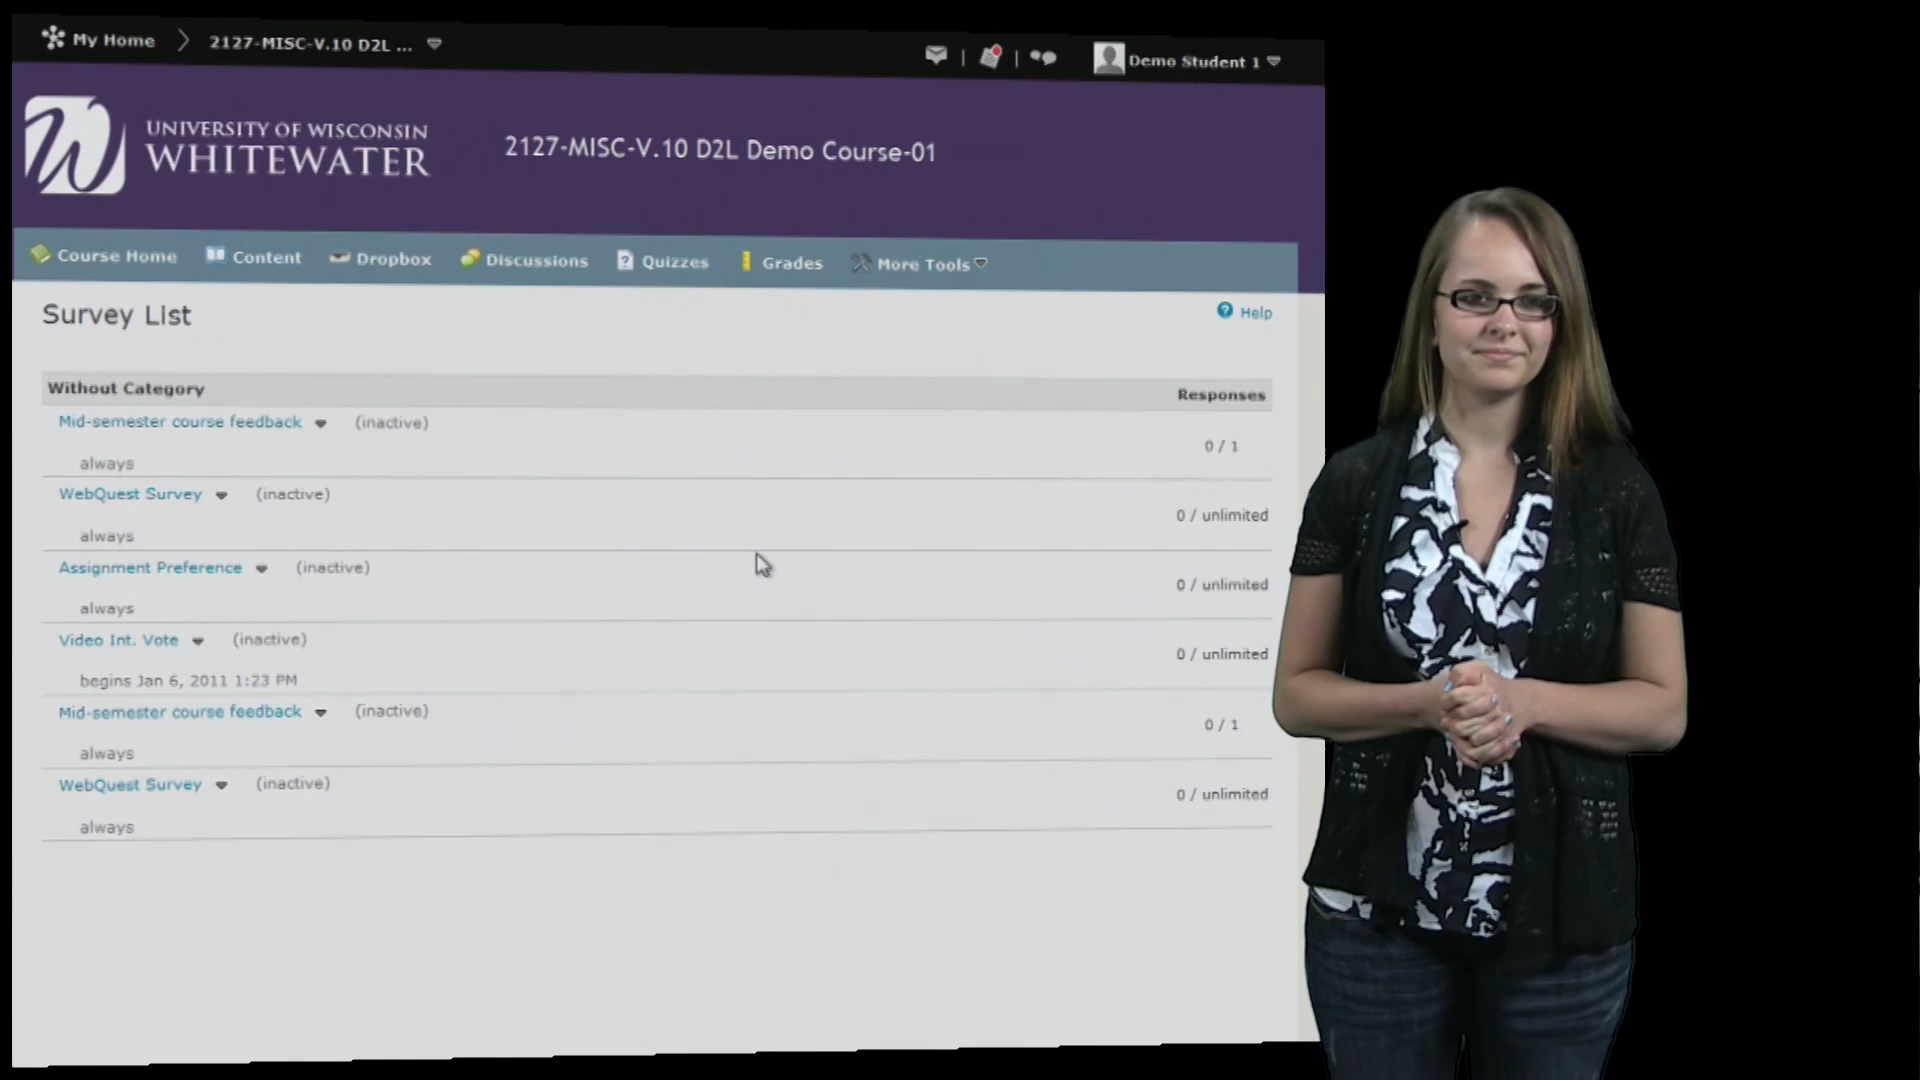 My Home 2127-MISC-V.10 D2L ... Demo Student 1
UNIVERSITY OF WISCONSIN
WHITEWATER
2127-MISC-V.10 D2L Demo Course-01
Course Home Content Dropbox Discussions Quizzes Grades More Tools
Survey List Help
Without Category Responses
Mid-semester course feedback (inactive) 0 / 1
always
WebQuest Survey (inactive) 0 / unlimited
always
Assignment Preference (inactive) 0 / unlimited
always
Video Int. Vote (inactive) 0 / unlimited
begins Jan 6, 2011 1:23 PM
Mid-semester course feedback (inactive) 0 / 1
always
WebQuest Survey (inactive) 0 / unlimited
always